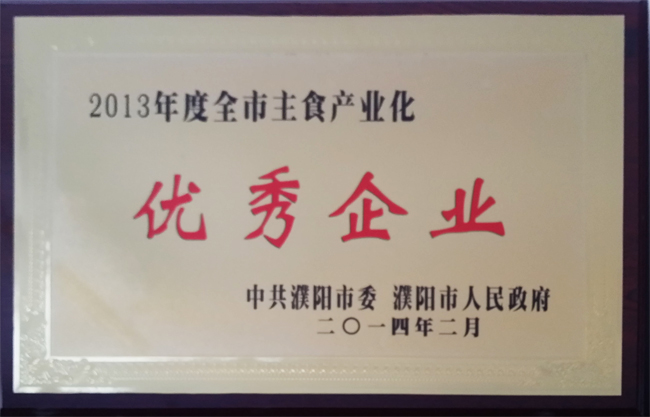 2013年度全市主食产业化
优秀企业
中共濮阳市委 濮阳市人民政府
二〇一四年二月